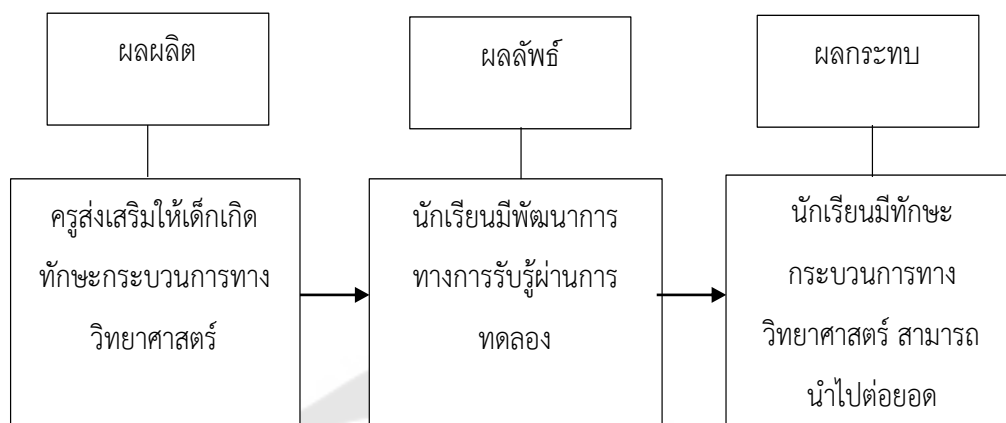 ผลผลิต
ผลลัพธ์
ผลกระทบ
ครูส่งเสริมให้เด็กเกิด
ทักษะกระบวนการทาง
วิทยาศาสตร์
นักเรียนมีพัฒนาการ
ทางการรับรู้ผ่านการ
ทดลอง
นักเรียนมีทักษะ
กระบวนการทาง
วิทยาศาสตร์ สามารถ
นำไปต่อยอด